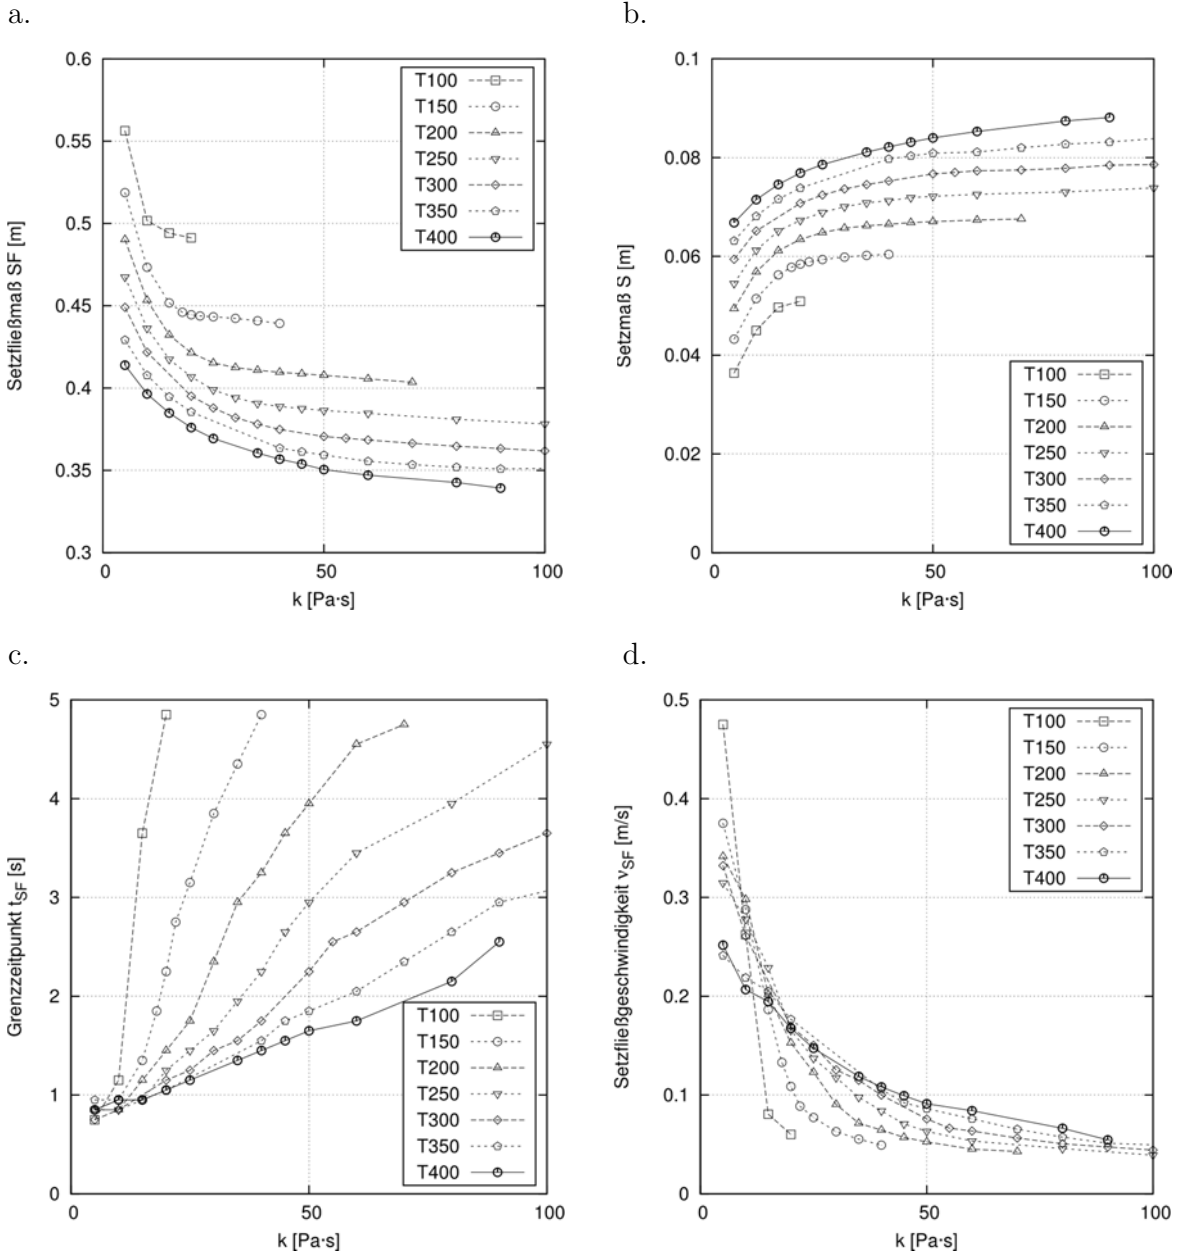 a.
0.6
0.55
0.5
0.45
0.4
0.35
0.3
0
50
100
Setzfließmaß SF [m]
k [Pa·s]
T100
T150
T200
T250
T300
T350
T400
b.
0.1
0.08
0.06
0.04
0.02
0
0
50
100
Setzmaß S [m]
k [Pa·s]
T100
T150
T200
T250
T300
T350
T400
c.
5
4
3
2
1
0
0
50
100
Grenzzeitpunkt tSF [s]
k [Pa·s]
T100
T150
T200
T250
T300
T350
T400
d.
0.5
0.4
0.3
0.2
0.1
0
0
50
100
Setzfließgeschwindigkeit vSF [m/s]
k [Pa·s]
T100
T150
T200
T250
T300
T350
T400